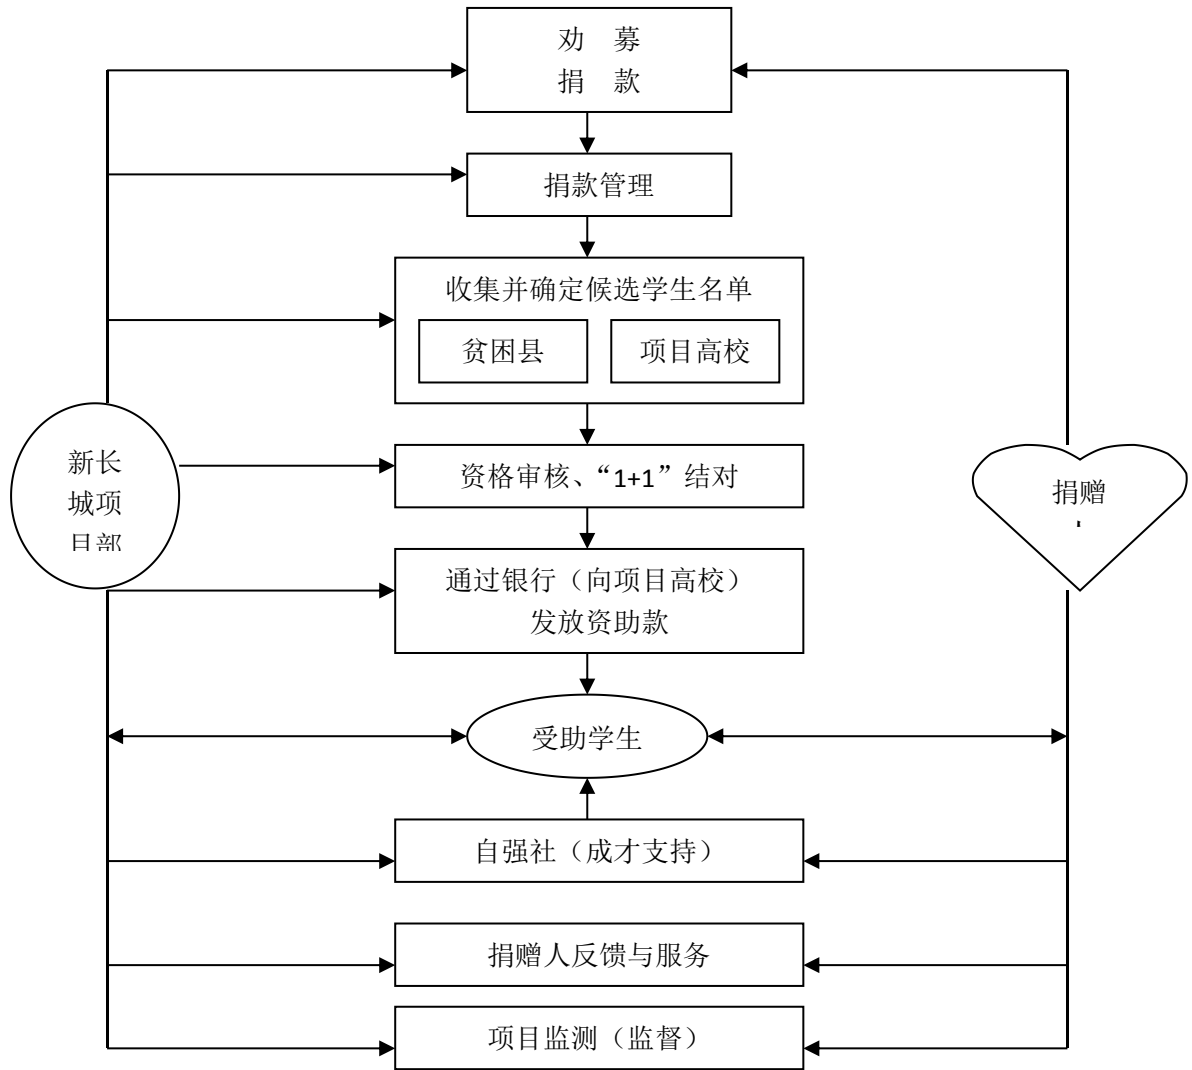 劝 募
捐 款
捐款管理
收集并确定候选学生名单
贫困县
项目高校
新长
城项
目部
资格审核、“1+1”结对
捐赠
通过银行（向项目高校）
发放资助款
受助学生
自强社（成才支持）
捐赠人反馈与服务
项目监测（监督）